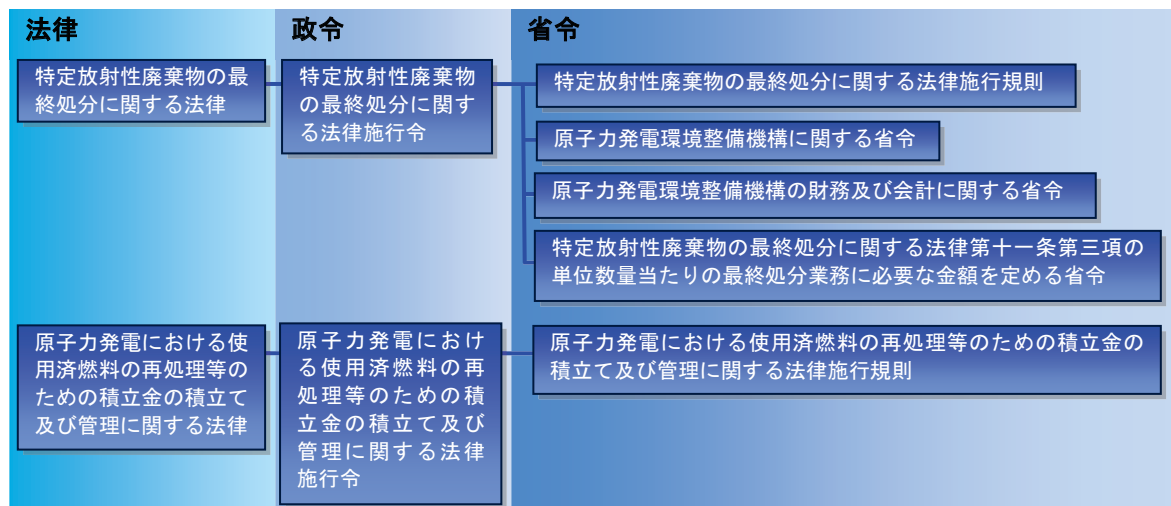 法律
政令
省令
特定放射性廃棄物の最
終処分に関する法律
特定放射性廃棄物
の最終処分に関す
る法律施行令
特定放射性廃棄物の最終処分に関する法律施行規則
原子力発電環境整備機構に関する省令
原子力発電環境整備機構の財務及び会計に関する省令
特定放射性廃棄物の最終処分に関する法律第十一条第三項の
単位数量当たりの最終処分業務に必要な金額を定める省令
原子力発電における使
用済燃料の再処理等の
ための積立金の積立て
及び管理に関する法律
原子力発電におけ
る使用済燃料の再
処理等のための積
立金の積立て及び
管理に関する法律
施行令
原子力発電における使用済燃料の再処理等のための積立金の
積立て及び管理に関する法律施行規則